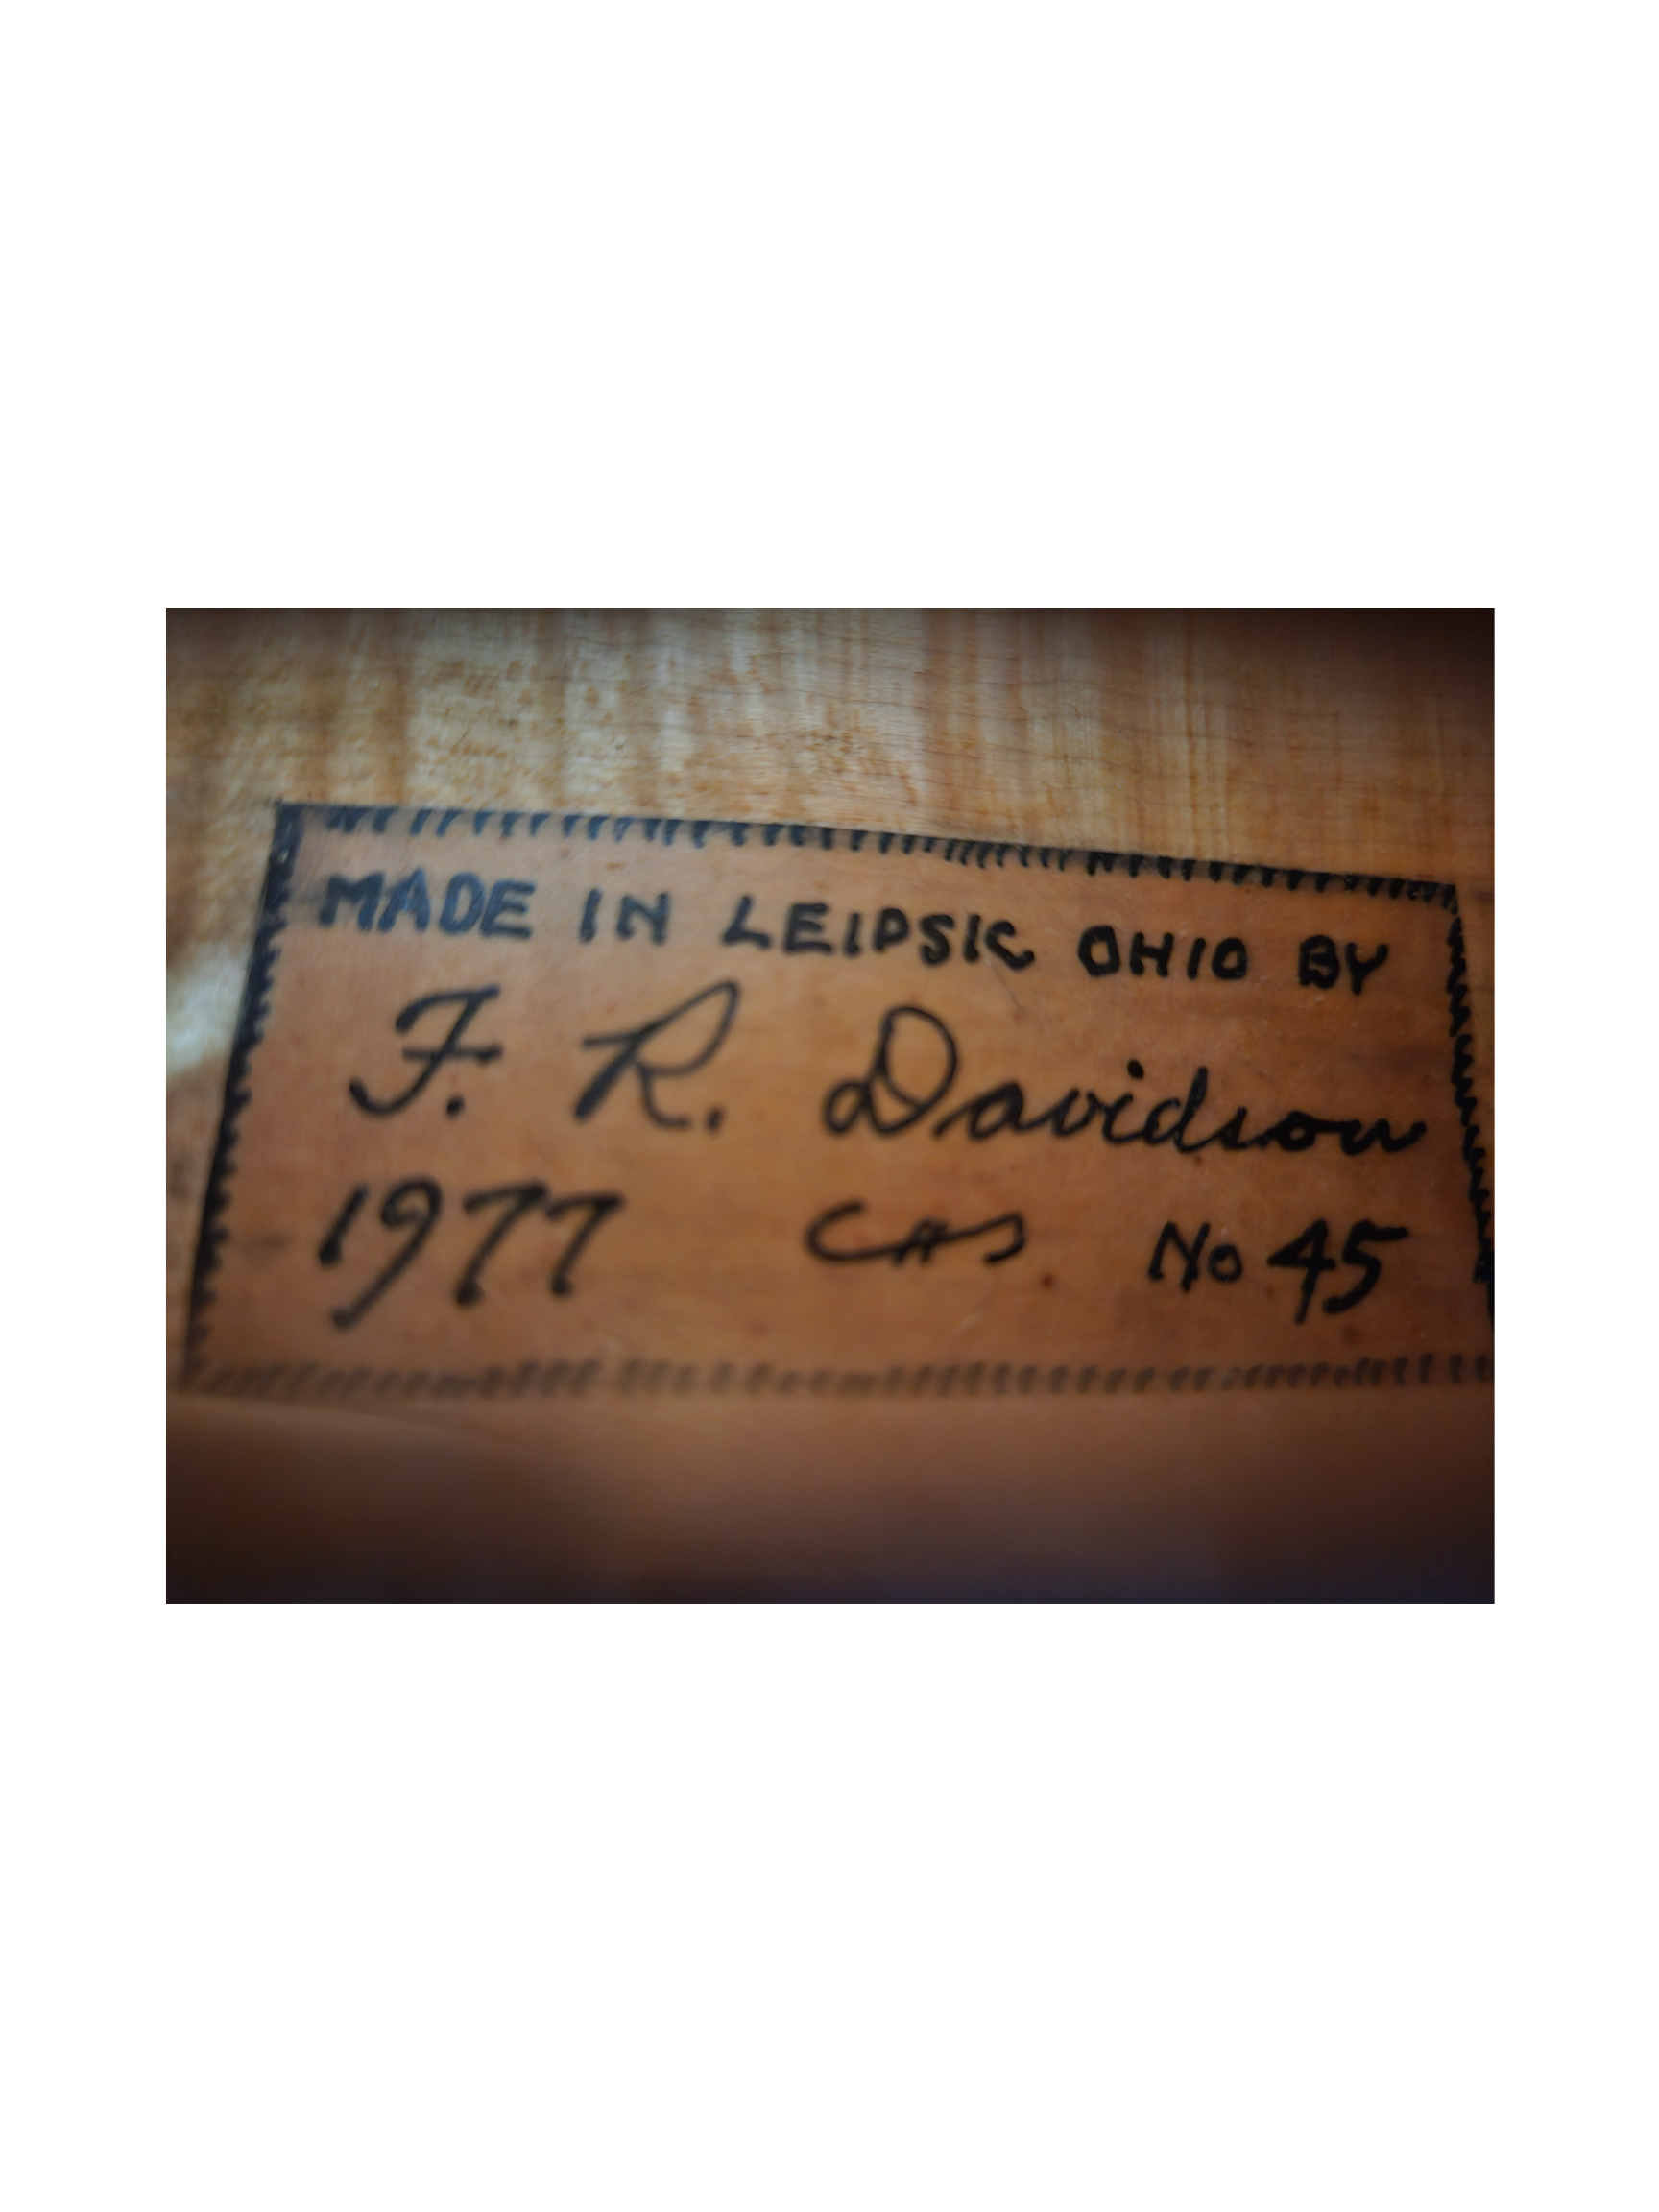 MADE IN LEIPSIC OHIO BY
F. R. Davidson
1977 CAS No 45